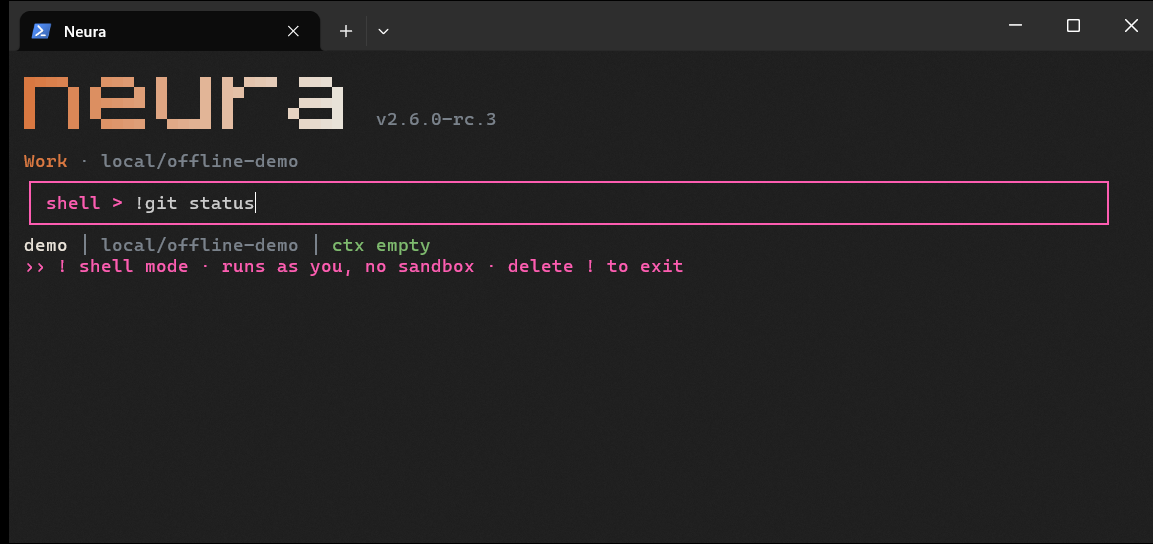 Neura
neura v2.6.0-rc.3
Work · local/offline-demo
shell > !git status
demo │ local/offline-demo │ ctx empty
›› ! shell mode · runs as you, no sandbox · delete ! to exit